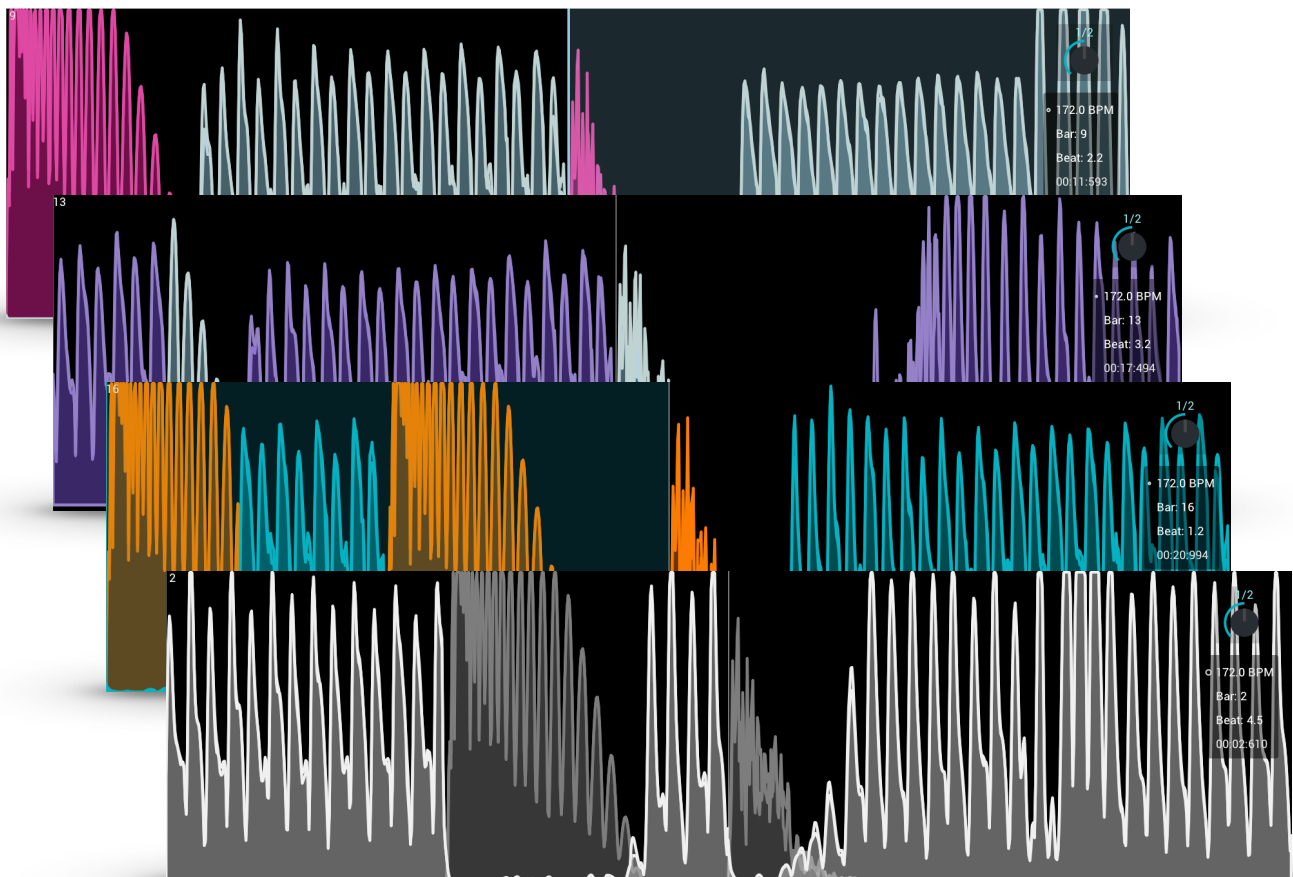 9
1/2
172.0 BPM
Bar: 9
Beat: 2.2
00:11:593
13
1/2
172.0 BPM
Bar: 13
Beat: 3.2
00:17:494
16
1/2
172.0 BPM
Bar: 16
Beat: 1.2
00:20:994
2
1/2
172.0 BPM
Bar: 2
Beat: 4.5
00:02:610